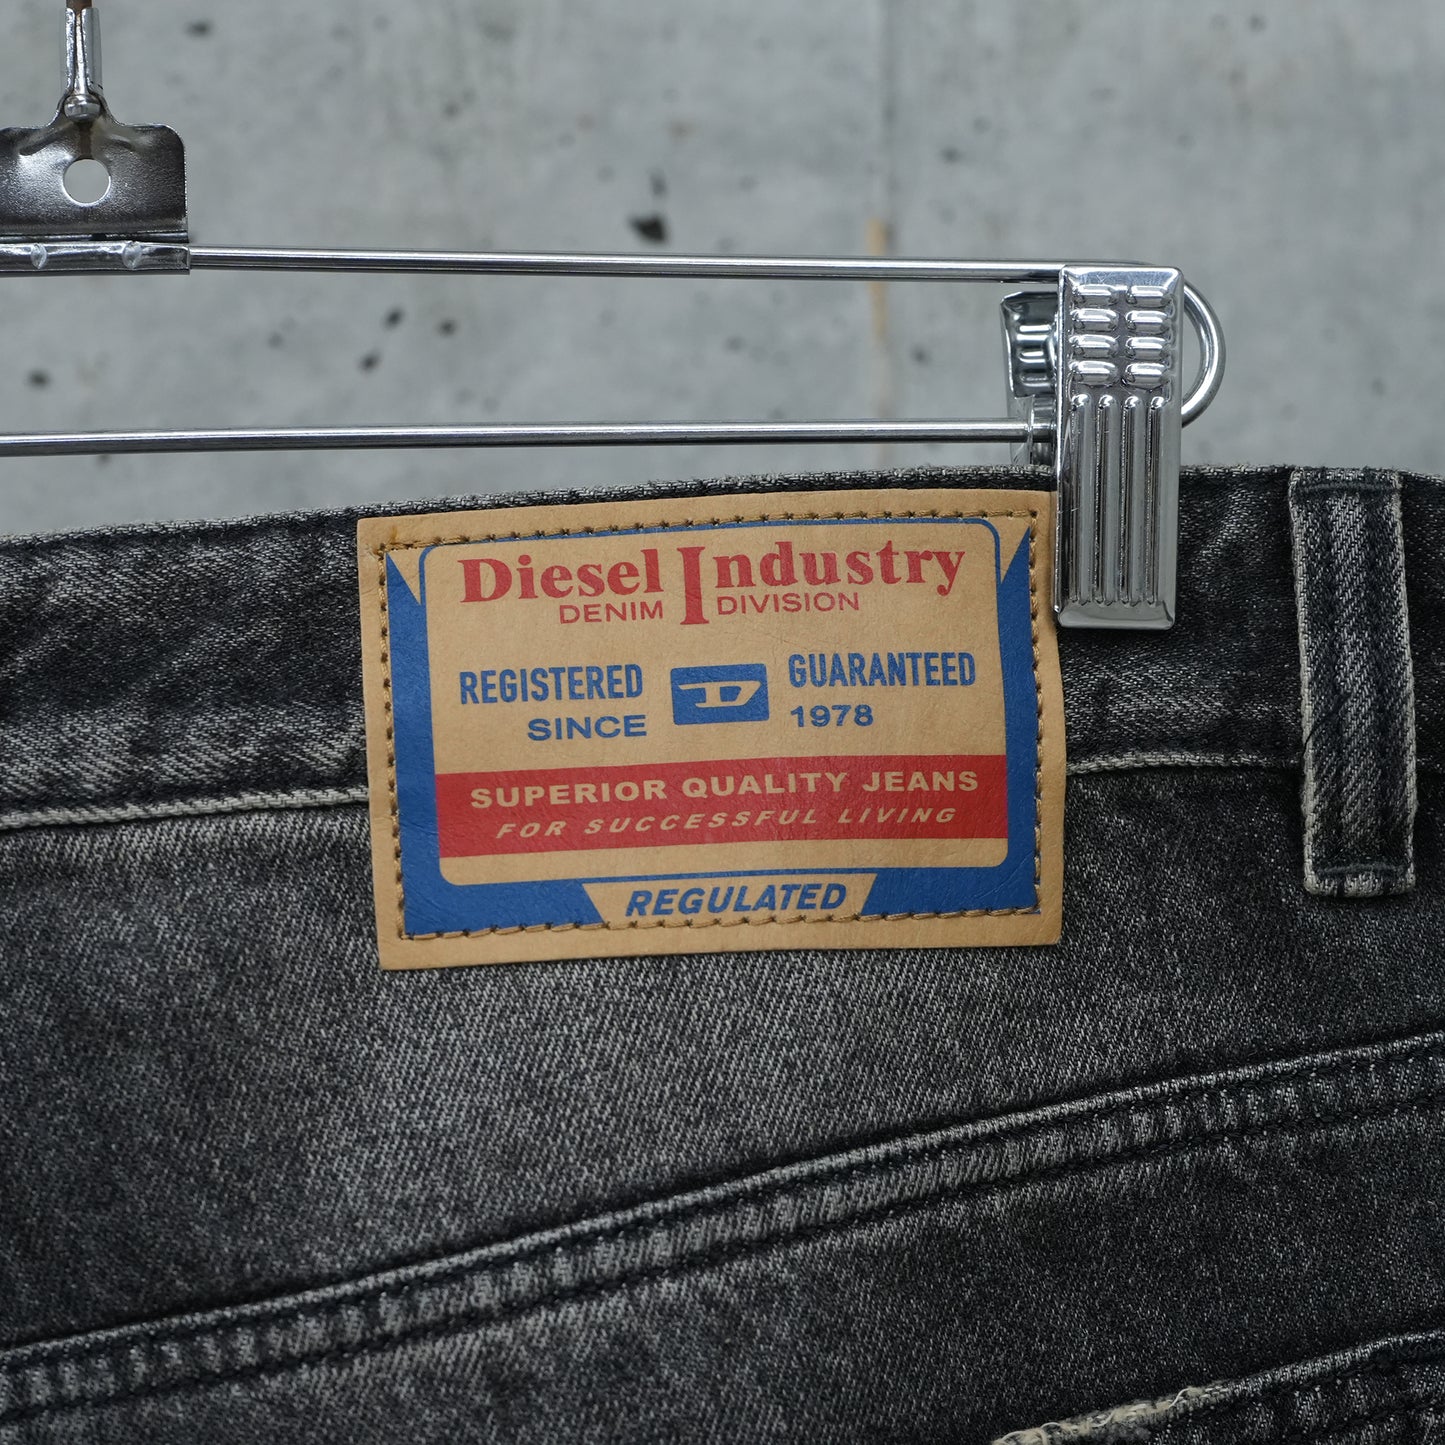 Diesel Industry
DENIM DIVISION
REGISTERED D GUARANTEED
SINCE 1978
SUPERIOR QUALITY JEANS
FOR SUCCESSFUL LIVING
REGULATED